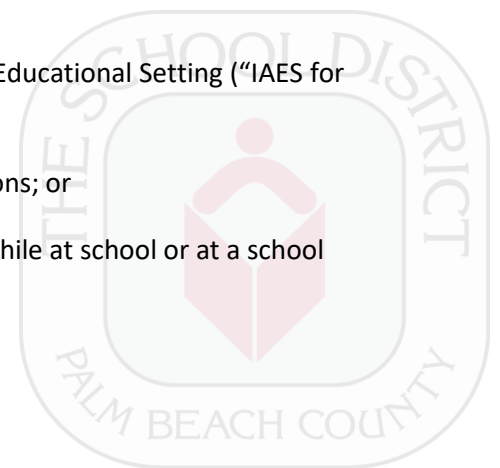 Educational Setting (“IAES for
ons; or
hile at school or at a school
THE SCHOOL DISTRICT
PALM BEACH COUNTY